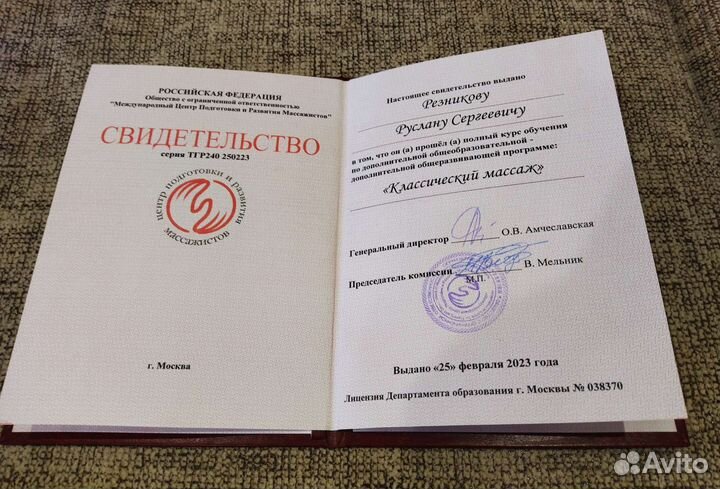 РОССИЙСКАЯ ФЕДЕРАЦИЯ
Общество с ограниченной ответственностью
"Международный Центр Подготовки и Развития Массажистов"
СВИДЕТЕЛЬСТВО
серия ТГР240 250223
центр подготовки и развития
массажистов
г. Москва
Настоящее свидетельство выдано
Резникову
Руслану Сергеевичу
в том, что он (а) прошёл (а) полный курс обучения
по дополнительной общеобразовательной -
дополнительной общеразвивающей программе:
«Классический массаж»
Генеральный директор О.В. Амчеславская
Председатель комиссии В. Мельник
М.П.
Выдано «25» февраля 2023 года
Лицензия Департамента образования г. Москвы № 038370
Avito